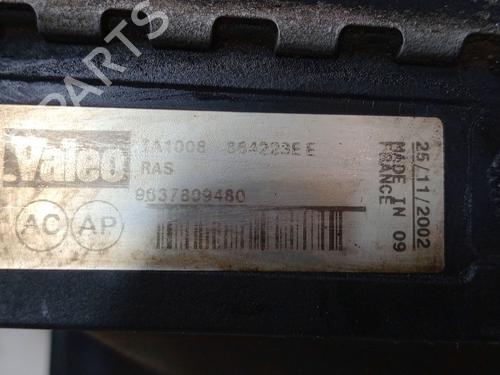 PARTS
Valeo
TA1008 864223E E
RAS
9637809480
AC AP
25/11/2002
MADE IN 09
FRANCE